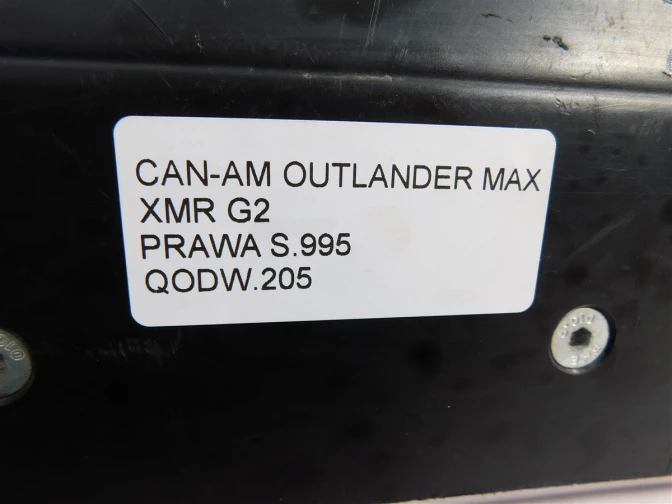 CAN-AM OUTLANDER MAX
XMR G2
PRAWA S.995
QODW.205